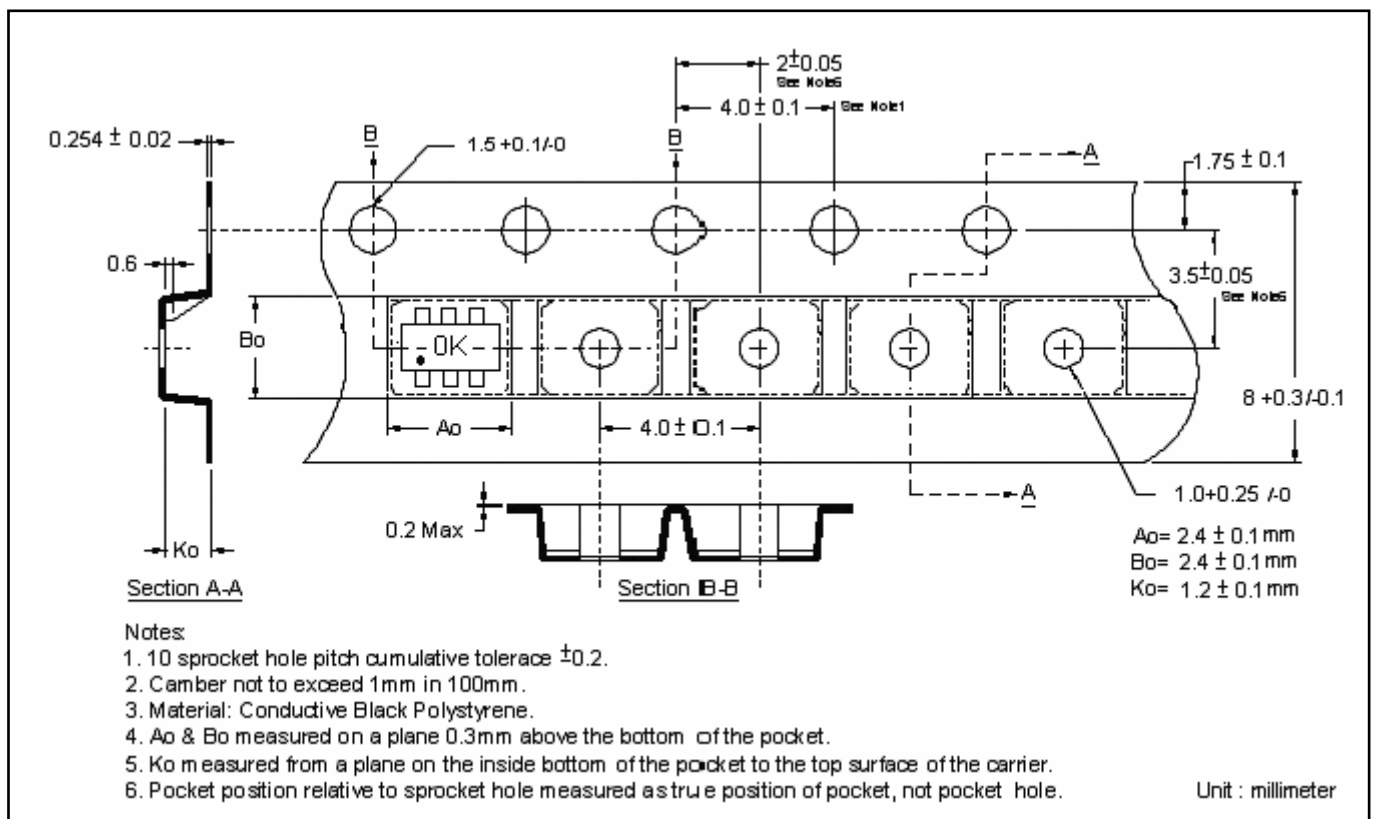 2±0.05
See Note6
4.0 ± 0.1
See Note1
0.254 ± 0.02
B
B
1.5 +0.1/-0
A
1.75 ± 0.1
0.6
3.5±0.05
See Note6
Bo
0K
8 +0.3/-0.1
Ao
4.0 ± 0.1
A
1.0+0.25 /-0
0.2 Max
Ko
Ao= 2.4 ± 0.1 mm
Bo= 2.4 ± 0.1 mm
Ko= 1.2 ± 0.1 mm
Section A-A
Section B-B
Notes:
1. 10 sprocket hole pitch cumulative tolerace ±0.2.
2. Camber not to exceed 1mm in 100mm.
3. Material: Conductive Black Polystyrene.
4. Ao & Bo measured on a plane 0.3mm above the bottom of the pocket.
5. Ko measured from a plane on the inside bottom of the pocket to the top surface of the carrier.
6. Pocket position relative to sprocket hole measured as true position of pocket, not pocket hole.
Unit : millimeter